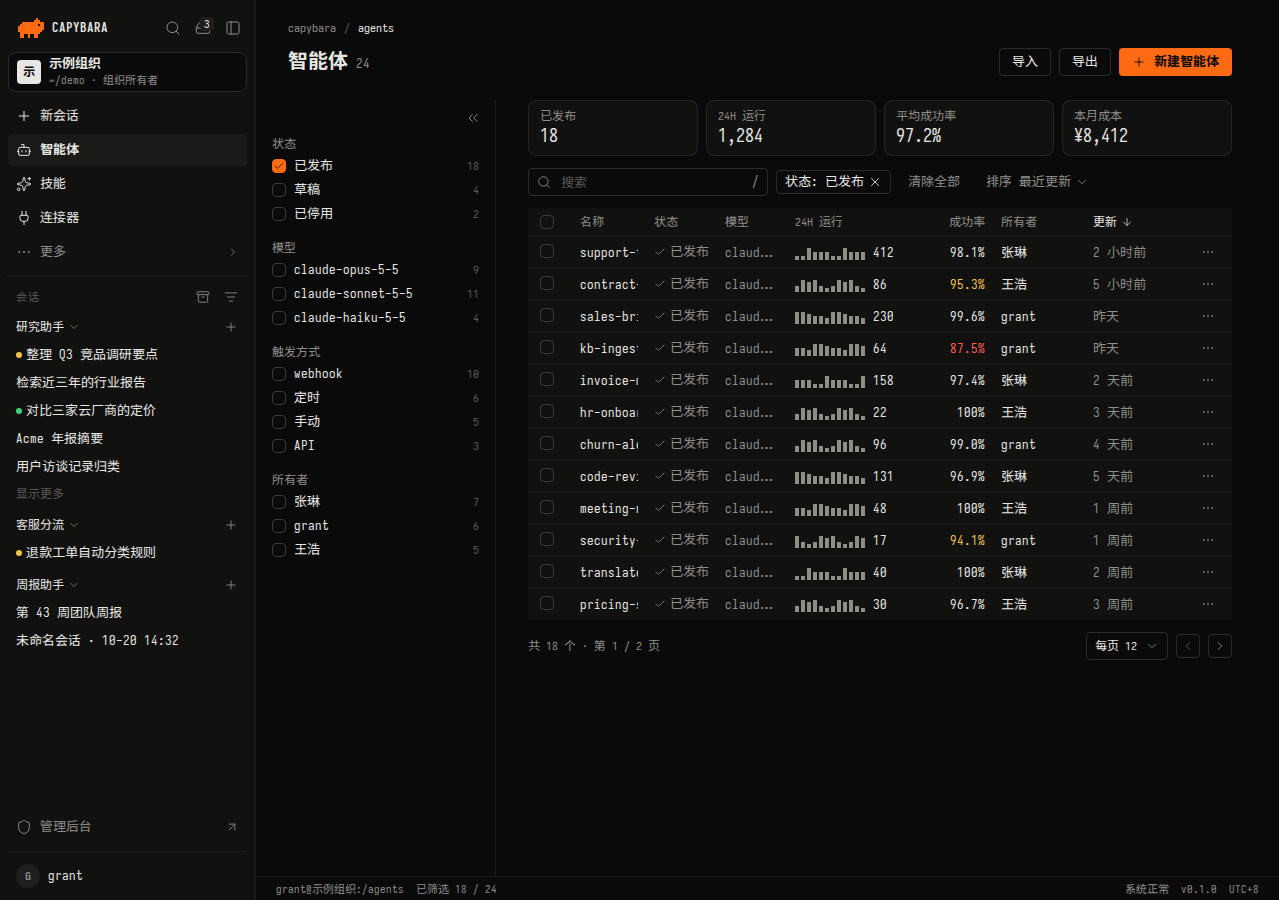 CAPYBARA
3
示
示例组织
~/demo · 组织所有者
新会话
智能体
技能
连接器
更多
会话
研究助手
整理 Q3 竞品调研要点
检索近三年的行业报告
对比三家云厂商的定价
Acme 年报摘要
用户访谈记录归类
显示更多
客服分流
退款工单自动分类规则
周报助手
第 43 周团队周报
未命名会话 · 10-20 14:32
管理后台
G grant
capybara / agents
智能体 24
导入 导出 新建智能体
状态
已发布 18
草稿 4
已停用 2
模型
claude-opus-5-5 9
claude-sonnet-5-5 11
claude-haiku-5-5 4
触发方式
webhook 10
定时 6
手动 5
API 3
所有者
张琳 7
grant 6
王浩 5
已发布 24H 运行 平均成功率 本月成本
18 1,284 97.2% ¥8,412
搜索 / 状态: 已发布 清除全部 排序 最近更新
名称 状态 模型 24H 运行 成功率 所有者 更新 ↓
support- 已发布 claud... 412 98.1% 张琳 2 小时前 ···
contract- 已发布 claud... 86 95.3% 王浩 5 小时前 ···
sales-br 已发布 claud... 230 99.6% grant 昨天 ···
kb-inges 已发布 claud... 64 87.5% grant 昨天 ···
invoice- 已发布 claud... 158 97.4% 张琳 2 天前 ···
hr-onboa 已发布 claud... 22 100% 王浩 3 天前 ···
churn-al 已发布 claud... 96 99.0% grant 4 天前 ···
code-rev 已发布 claud... 131 96.9% 张琳 5 天前 ···
meeting- 已发布 claud... 48 100% 王浩 1 周前 ···
security- 已发布 claud... 17 94.1% grant 1 周前 ···
translat 已发布 claud... 40 100% 张琳 2 周前 ···
pricing- 已发布 claud... 30 96.7% 王浩 3 周前 ···
共 18 个 · 第 1 / 2 页
每页 12
grant@示例组织:/agents 已筛选 18 / 24
系统正常 v0.1.0 UTC+8